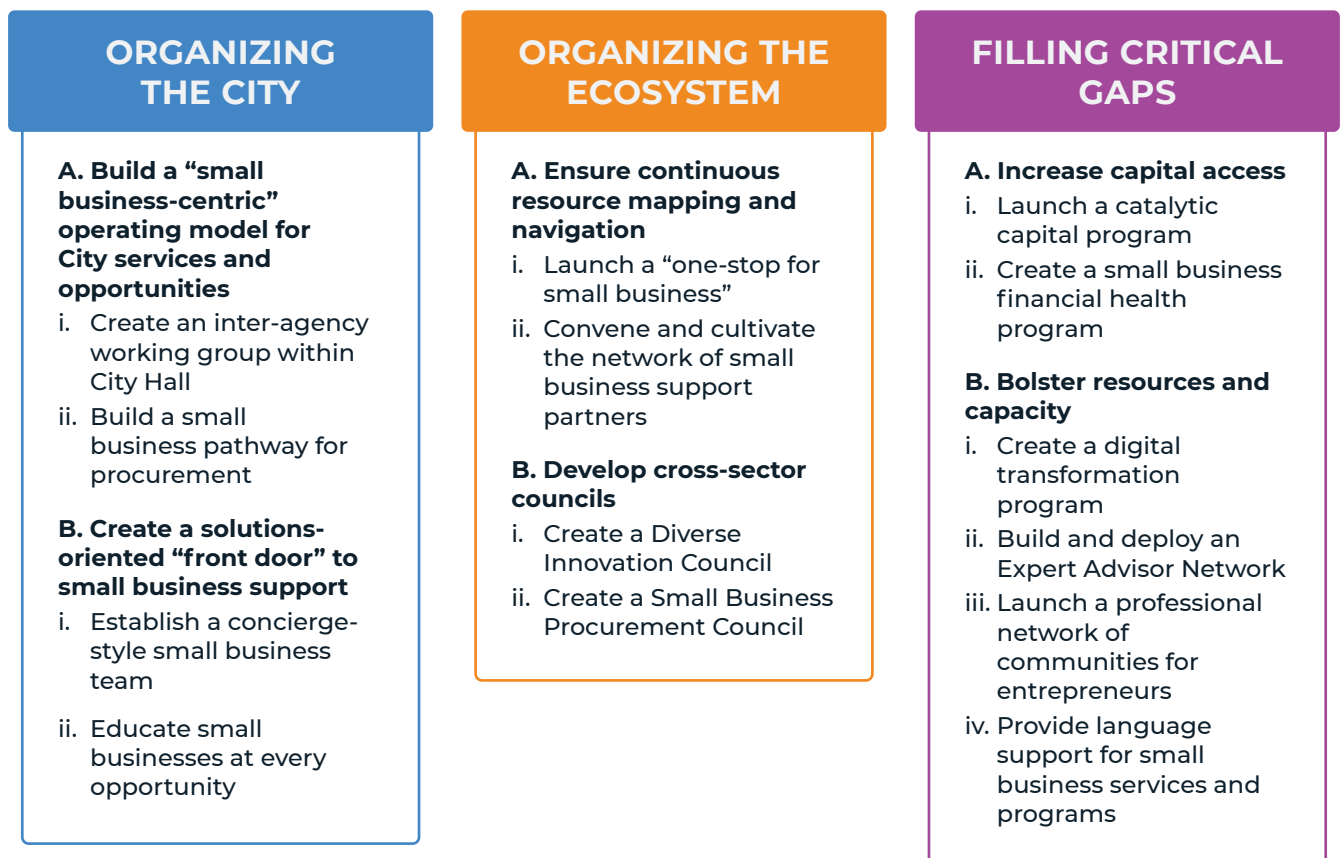 ORGANIZING
THE CITY
A. Build a “small
business-centric”
operating model for
City services and
opportunities
i. Create an inter-agency
working group within
City Hall
ii. Build a small
business pathway for
procurement
B. Create a solutions-
oriented “front door” to
small business support
i. Establish a concierge-
style small business
team
ii. Educate small
businesses at every
opportunity
ORGANIZING THE
ECOSYSTEM
A. Ensure continuous
resource mapping and
navigation
i. Launch a “one-stop for
small business”
ii. Convene and cultivate
the network of small
business support
partners
B. Develop cross-sector
councils
i. Create a Diverse
Innovation Council
ii. Create a Small Business
Procurement Council
FILLING CRITICAL
GAPS
A. Increase capital access
i. Launch a catalytic
capital program
ii. Create a small business
financial health
program
B. Bolster resources and
capacity
i. Create a digital
transformation
program
ii. Build and deploy an
Expert Advisor Network
iii. Launch a professional
network of
communities for
entrepreneurs
iv. Provide language
support for small
business services and
programs